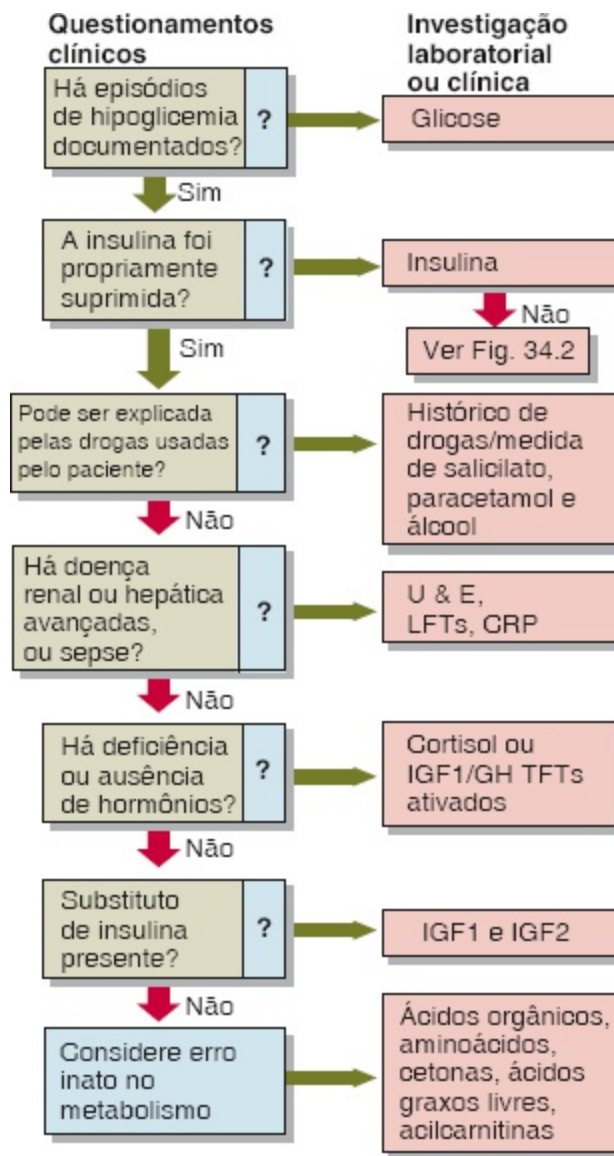 Questionamentos
clínicos
Investigação
laboratorial
ou clínica
Há episódios
de hipoglicemia
documentados?
?
Glicose
Sim
A insulina foi
propriamente
suprimida?
?
Insulina
Não
Ver Fig. 34.2
Sim
Pode ser explicada
pelas drogas usadas
pelo paciente?
?
Histórico de
drogas/medida
de salicilato,
paracetamol e
álcool
Não
Há doença
renal ou hepática
avançadas,
ou sepse?
?
U & E,
LFTs, CRP
Não
Há deficiência
ou ausência
de hormônios?
?
Cortisol ou
IGF1/GH TFTs
ativados
Não
Substituto
de insulina
presente?
?
IGF1 e IGF2
Não
Considere erro
inato no
metabolismo
Ácidos orgânicos,
aminoácidos,
cetonas, ácidos
graxos livres,
acilcarnitinas